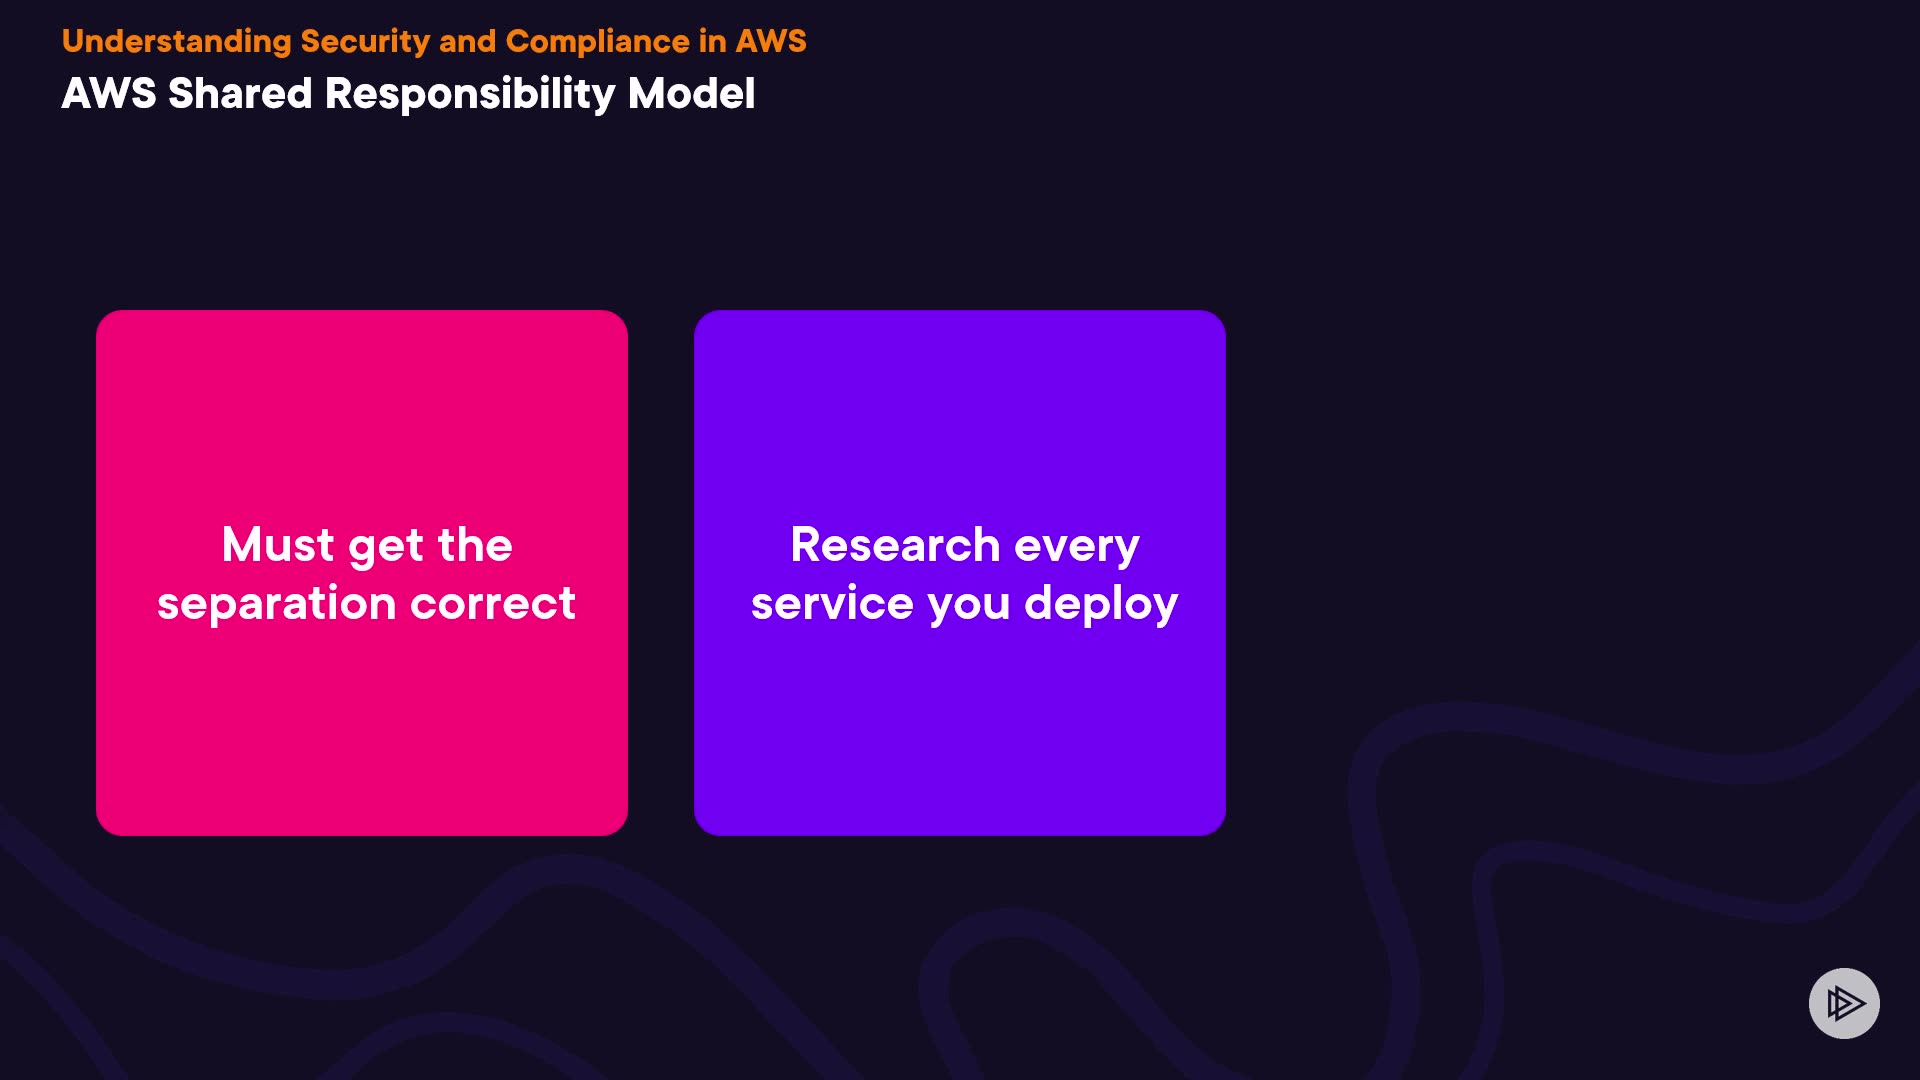 Understanding Security and Compliance in AWS
AWS Shared Responsibility Model
Must get the
separation correct
Research every
service you deploy